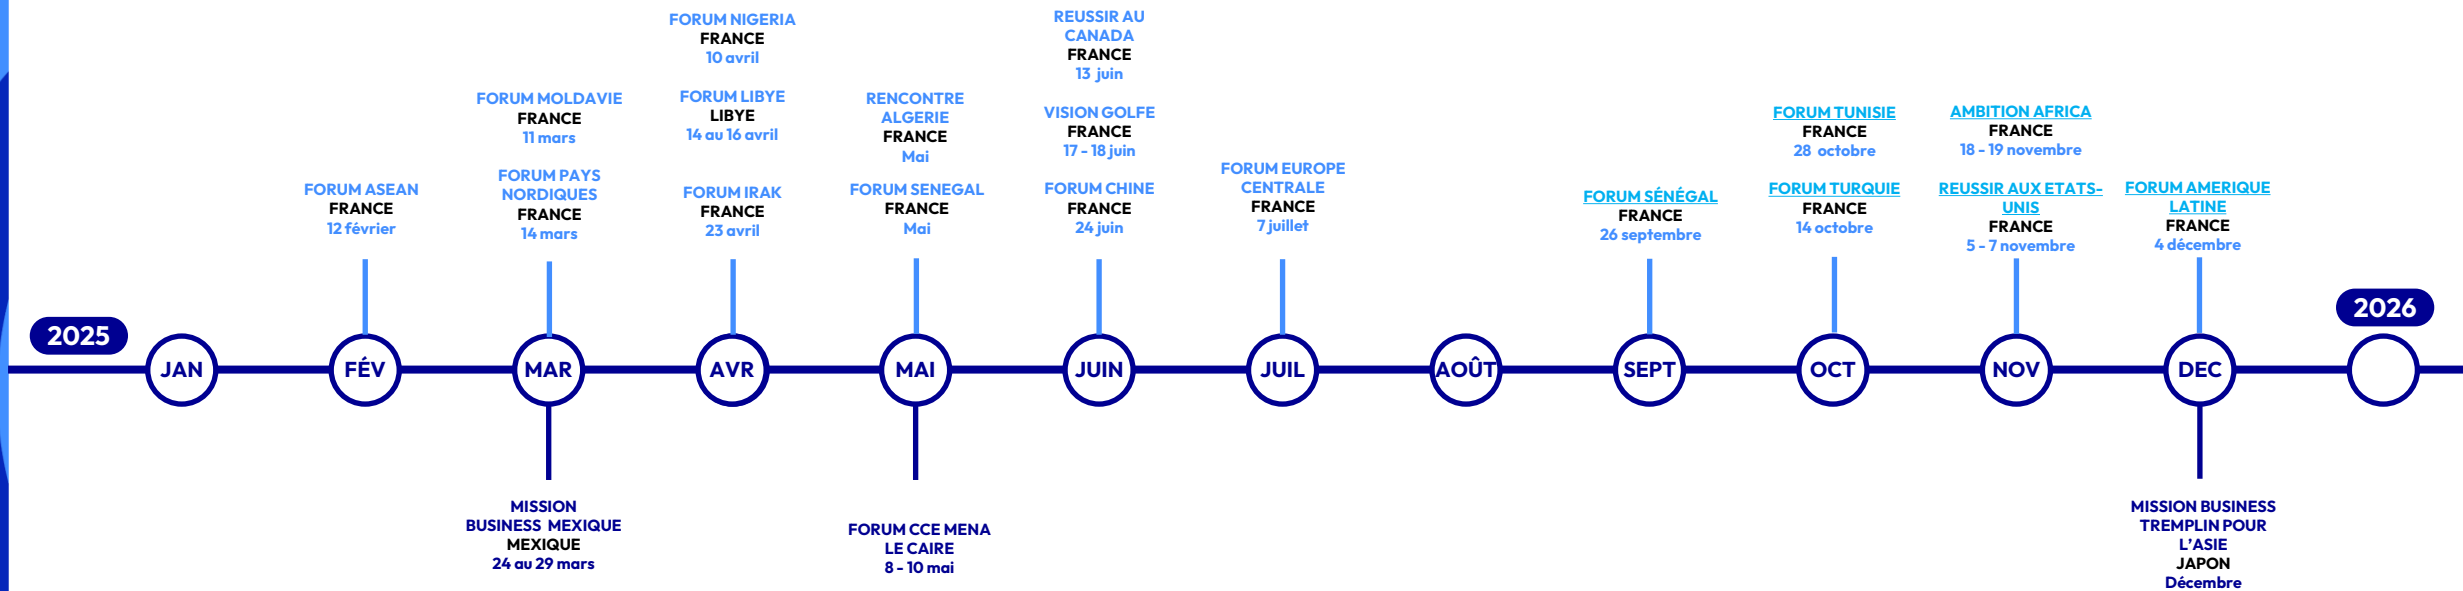 FORUM NIGERIA
FRANCE
10 avril
REUSSIR AU
CANADA
FRANCE
13 juin
FORUM MOLDAVIE
FRANCE
11 mars
FORUM LIBYE
LIBYE
14 au 16 avril
RENCONTRE
ALGERIE
FRANCE
Mai
VISION GOLFE
FRANCE
17 - 18 juin
FORUM TUNISIE
FRANCE
28 octobre
AMBITION AFRICA
FRANCE
18 - 19 novembre
FORUM ASEAN
FRANCE
12 février
FORUM PAYS
NORDIQUES
FRANCE
14 mars
FORUM IRAK
FRANCE
23 avril
FORUM SENEGAL
FRANCE
Mai
FORUM CHINE
FRANCE
24 juin
FORUM EUROPE
CENTRALE
FRANCE
7 juillet
FORUM SÉNÉGAL
FRANCE
26 septembre
FORUM TURQUIE
FRANCE
14 octobre
REUSSIR AUX ETATS-
UNIS
FRANCE
5 - 7 novembre
FORUM AMERIQUE
LATINE
FRANCE
4 décembre
2025
2026
JAN
FÉV
MAR
AVR
MAI
JUIN
JUIL
AOÛT
SEPT
OCT
NOV
DEC
MISSION
BUSINESS MEXIQUE
MEXIQUE
24 au 29 mars
FORUM CCE MENA
LE CAIRE
8 - 10 mai
MISSION BUSINESS
TREMPLIN POUR
L'ASIE
JAPON
Décembre